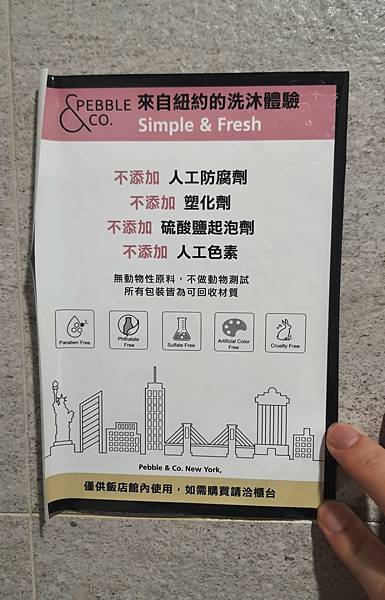 PEBBLE
&CO.
來自紐約的洗沐體驗
Simple & Fresh
不添加 人工防腐劑
不添加 塑化劑
不添加 硫酸鹽起泡劑
不添加 人工色素
無動物性原料，不做動物測試
所有包裝皆為可回收材質
Paraben Free
Phthalate
Free
Sulfate Free
Artificial Color
Free
Cruelty Free
Pebble & Co. New York,
僅供飯店館內使用，如需購買請洽櫃台